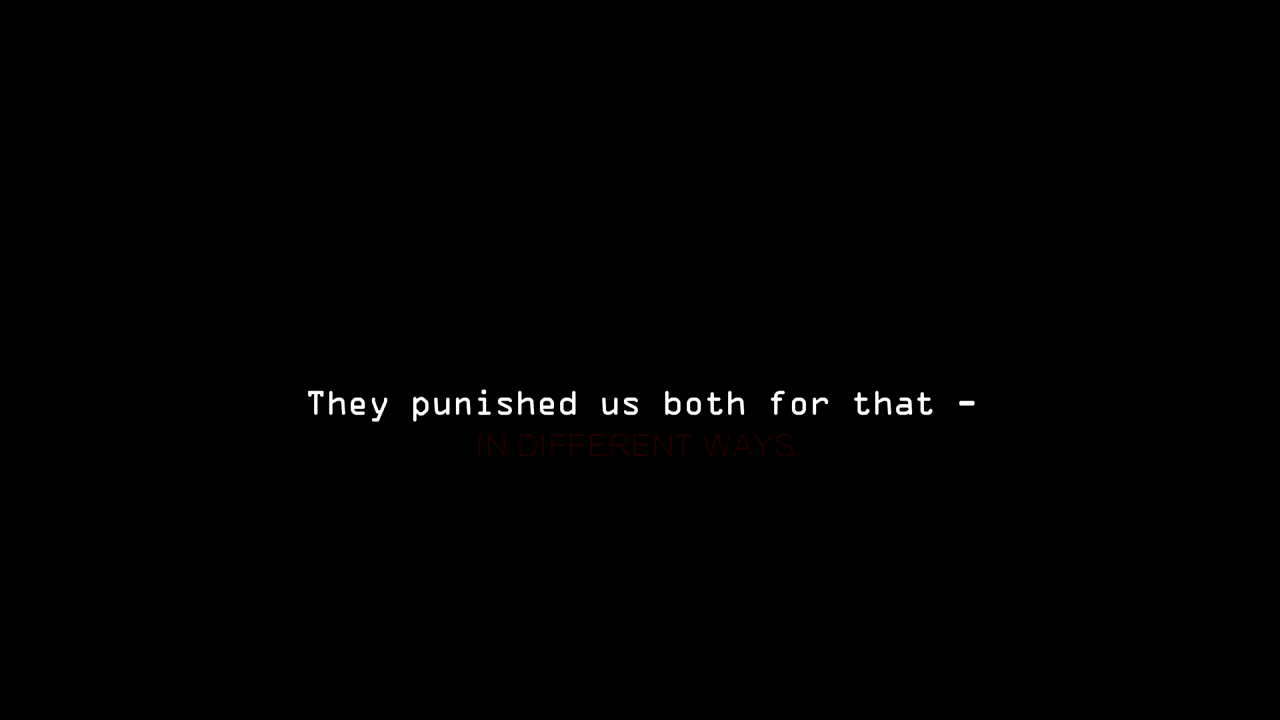 They punished us both for that -
IN DIFFERENT WAYS.